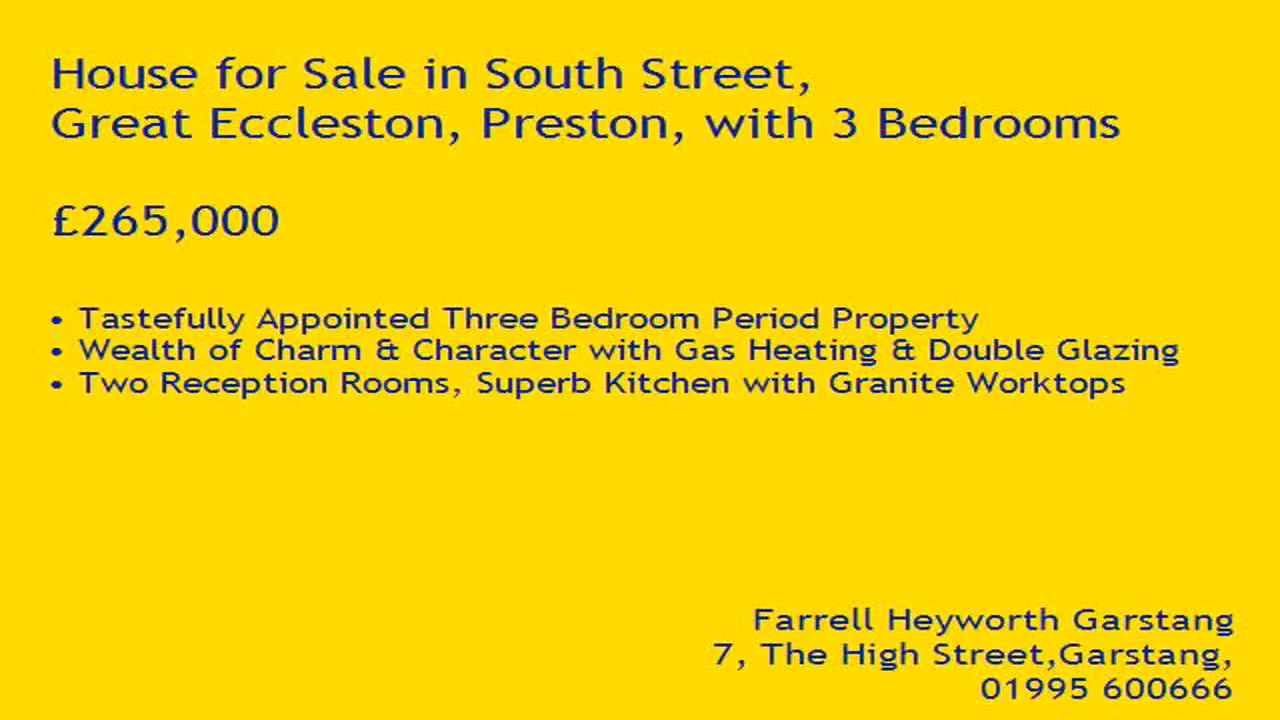 House for Sale in South Street,
Great Eccleston, Preston, with 3 Bedrooms
£265,000
• Tastefully Appointed Three Bedroom Period Property
• Wealth of Charm & Character with Gas Heating & Double Glazing
• Two Reception Rooms, Superb Kitchen with Granite Worktops
Farrell Heyworth Garstang
7, The High Street,Garstang,
01995 600666